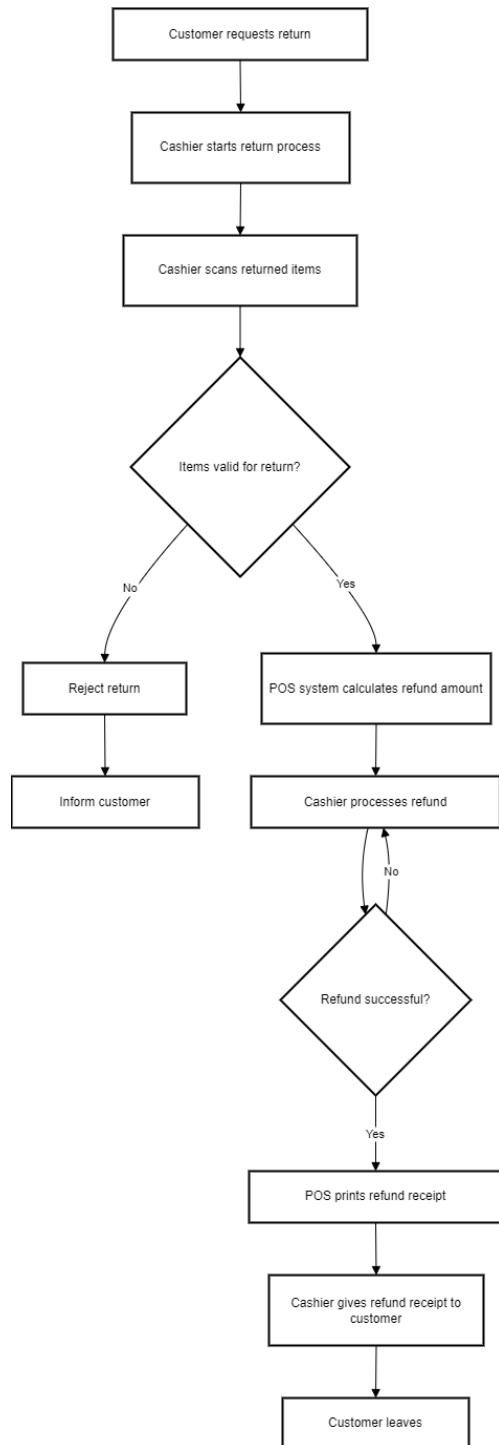 Customer requests return
Cashier starts return process
Cashier scans returned items
Items valid for return?
No
Yes
Reject return
POS system calculates refund amount
Inform customer
Cashier processes refund
No
Refund successful?
Yes
POS prints refund receipt
Cashier gives refund receipt to
customer
Customer leaves